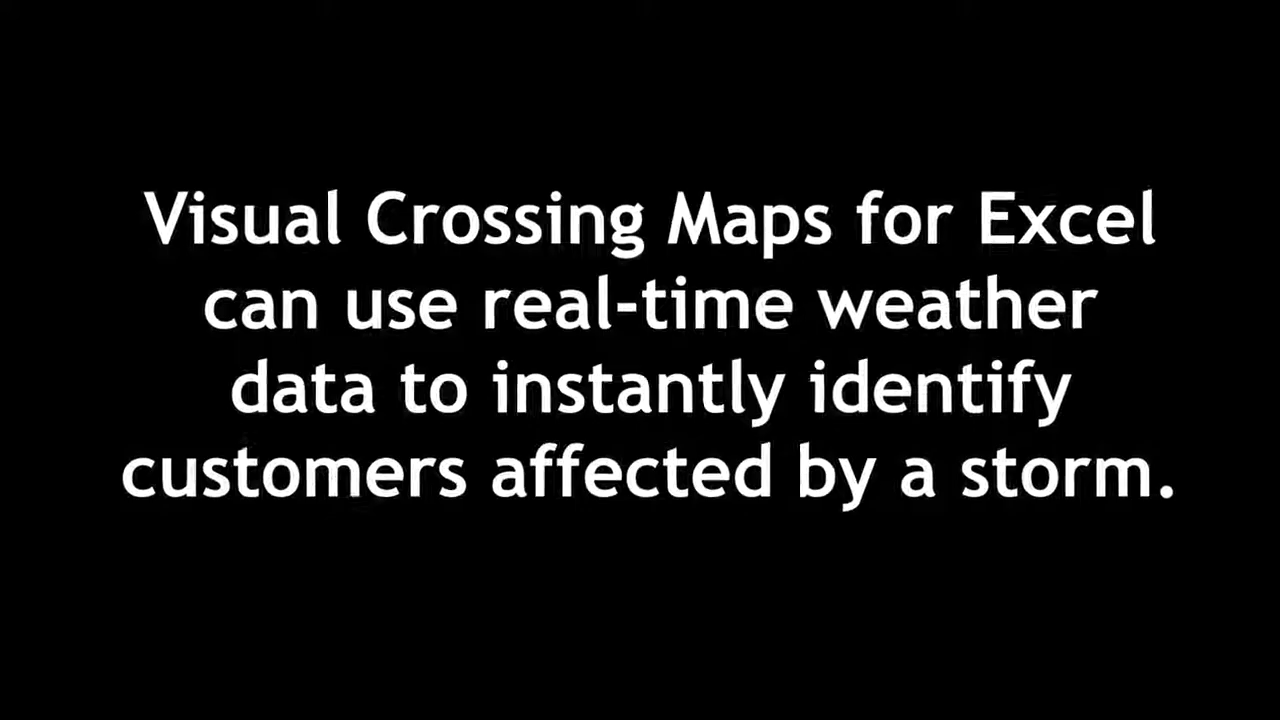 Visual Crossing Maps for Excel
can use real-time weather
data to instantly identify
customers affected by a storm.